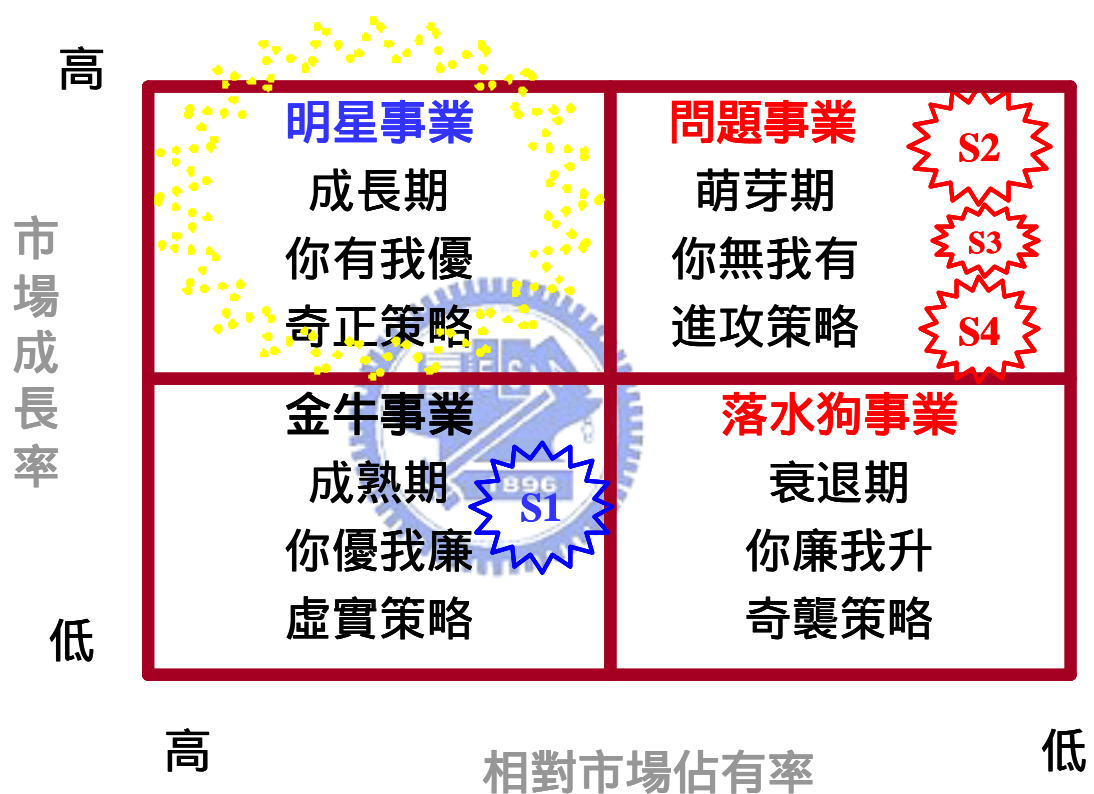 高
明星事業
成長期
你有我優
奇正策略
問題事業
萌芽期
你無我有
進攻策略
S2
S3
S4
市場成長率
金牛事業
成熟期
你優我廉
虛實策略
S1
1896
落水狗事業
衰退期
你廉我升
奇襲策略
低
高
相對市場佔有率
低